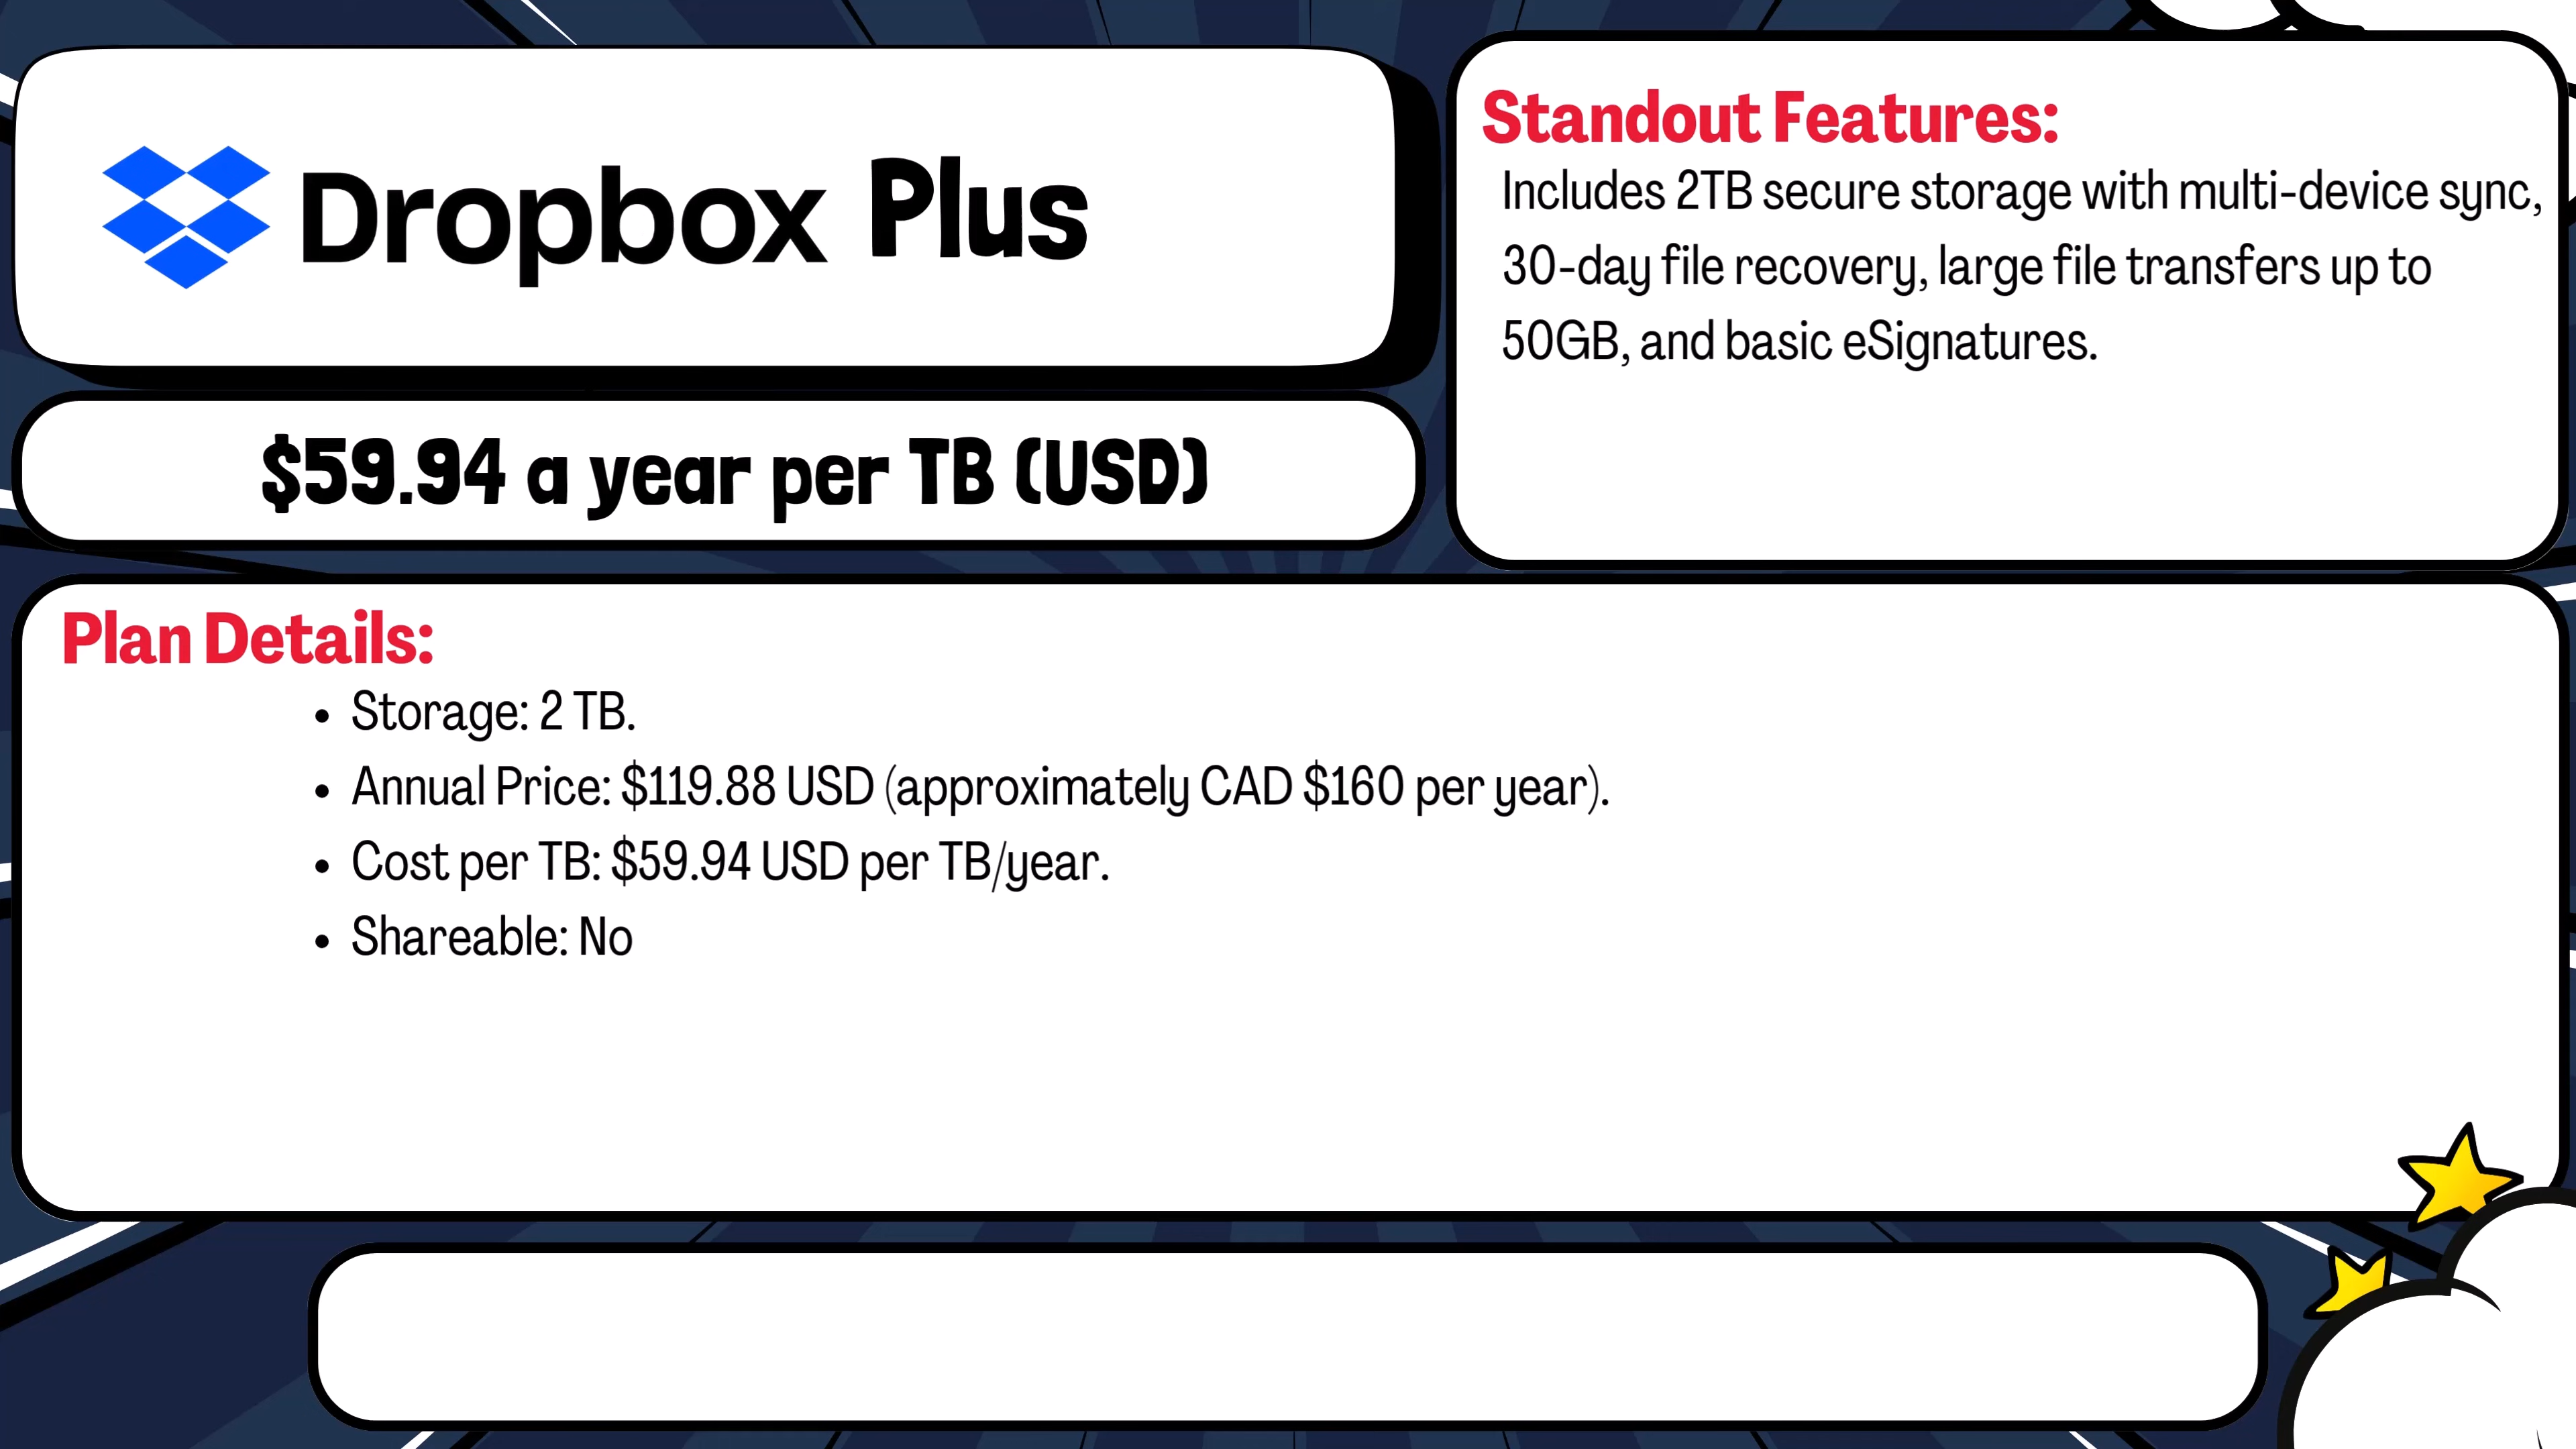 Dropbox Plus
$59.94 a year per TB (USD)
Standout Features:
Includes 2TB secure storage with multi-device sync,
30-day file recovery, large file transfers up to
50GB, and basic eSignatures.
Plan Details:
• Storage: 2 TB.
• Annual Price: $119.88 USD (approximately CAD $160 per year).
• Cost per TB: $59.94 USD per TB/year.
• Shareable: No